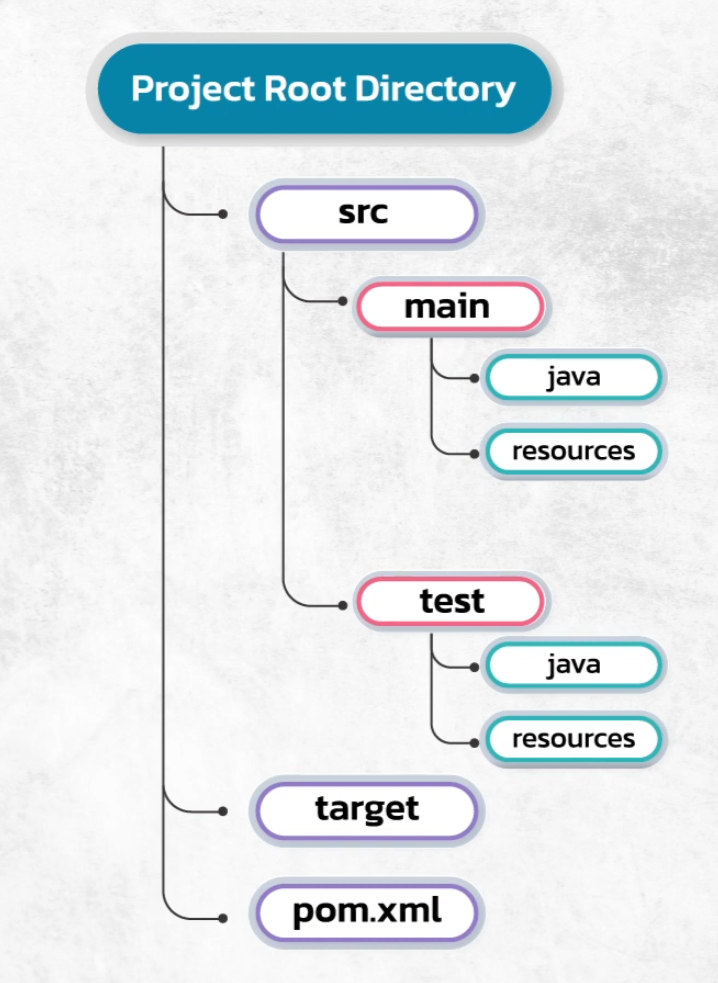 Project Root Directory
src
main
java
resources
test
java
resources
target
pom.xml